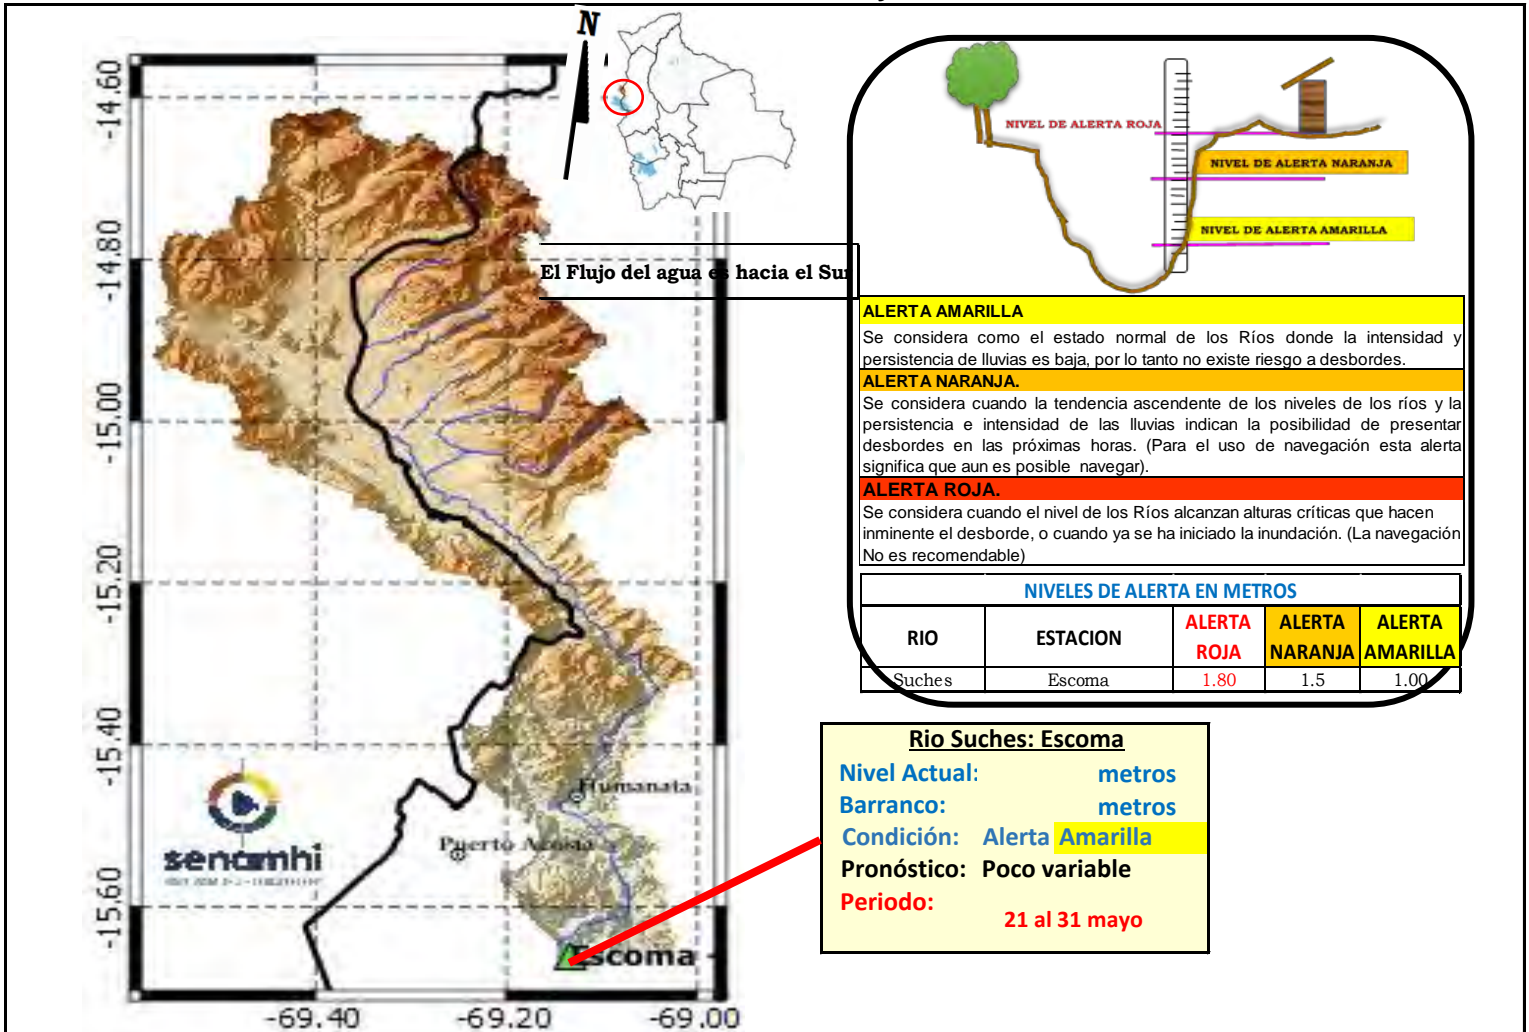 N
-14.60
-14.80
-15.00
-15.20
-15.40
-15.60
-69.40
-69.20
-69.00
El Flujo del agua es hacia el Sur
Humanata
Puerto Acosta
Escoma
senamhi
NIVEL DE ALERTA ROJA
NIVEL DE ALERTA NARANJA
NIVEL DE ALERTA AMARILLA
ALERTA AMARILLA
Se considera como el estado normal de los Ríos donde la intensidad y
persistencia de lluvias es baja, por lo tanto no existe riesgo a desbordes.
ALERTA NARANJA.
Se considera cuando la tendencia ascendente de los niveles de los ríos y la
persistencia e intensidad de las lluvias indican la posibilidad de presentar
desbordes en las próximas horas. (Para el uso de navegación esta alerta
significa que aun es posible navegar).
ALERTA ROJA.
Se considera cuando el nivel de los Ríos alcanzan alturas críticas que hacen
inminente el desborde, o cuando ya se ha iniciado la inundación. (La navegación
No es recomendable)
NIVELES DE ALERTA EN METROS
RIO ESTACION ALERTA ROJA ALERTA NARANJA ALERTA AMARILLA
Suches Escoma 1.80 1.5 1.00
Rio Suches: Escoma
Nivel Actual: metros
Barranco: metros
Condición: Alerta Amarilla
Pronóstico: Poco variable
Periodo:
21 al 31 mayo